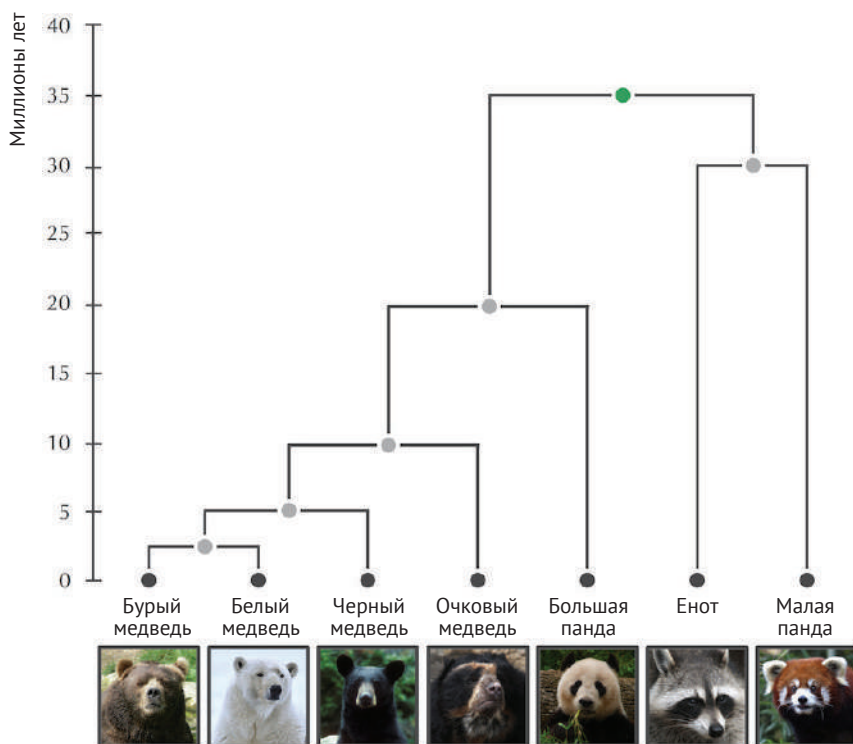 Миллионы лет
40
35
30
25
20
15
10
5
0
Бурый
медведь
Белый
медведь
Черный
медведь
Очковый
медведь
Большая
панда
Енот
Малая
панда